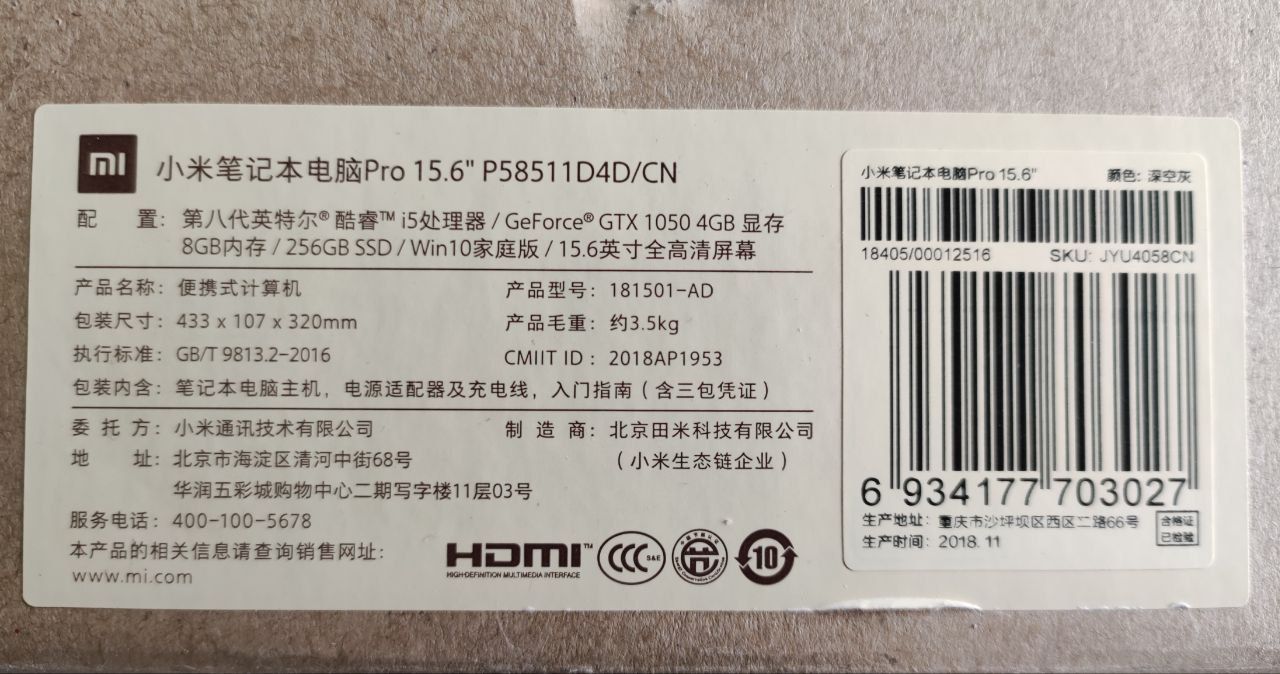 mi
小米笔记本电脑Pro 15.6" P58511D4D/CN
配 置: 第八代英特尔® 酷睿™ i5处理器 / GeForce® GTX 1050 4GB 显存
8GB内存 / 256GB SSD / Win10家庭版 / 15.6英寸全高清屏幕
产品名称: 便携式计算机 产品型号: 181501-AD
包装尺寸: 433 x 107 x 320mm 产品毛重: 约3.5kg
执行标准: GB/T 9813.2-2016 CMIIT ID: 2018AP1953
包装内含: 笔记本电脑主机，电源适配器及充电线，入门指南（含三包凭证）
委 托 方: 小米通讯技术有限公司 制 造 商: 北京田米科技有限公司
地 址: 北京市海淀区清河中街68号 （小米生态链企业）
华润五彩城购物中心二期写字楼11层03号
服务电话: 400-100-5678
本产品的相关信息请查询销售网址:
www.mi.com
HDMI™
HIGH-DEFINITION MULTIMEDIA INTERFACE
CCC S&E
10
小米笔记本电脑Pro 15.6" 颜色: 深空灰
18405/00012516 SKU: JYU4058CN
6 934177 703027
生产地址: 重庆市沙坪坝区西区二路66号
生产时间: 2018.11
合格证
已检验